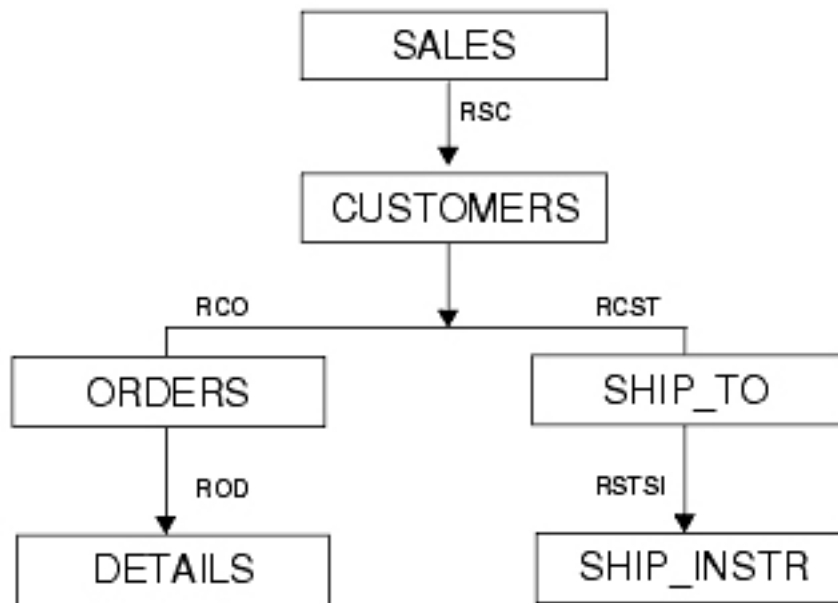 SALES
RSC
CUSTOMERS
RCO
RCST
ORDERS
SHIP_TO
ROD
RSTSI
DETAILS
SHIP_INSTR